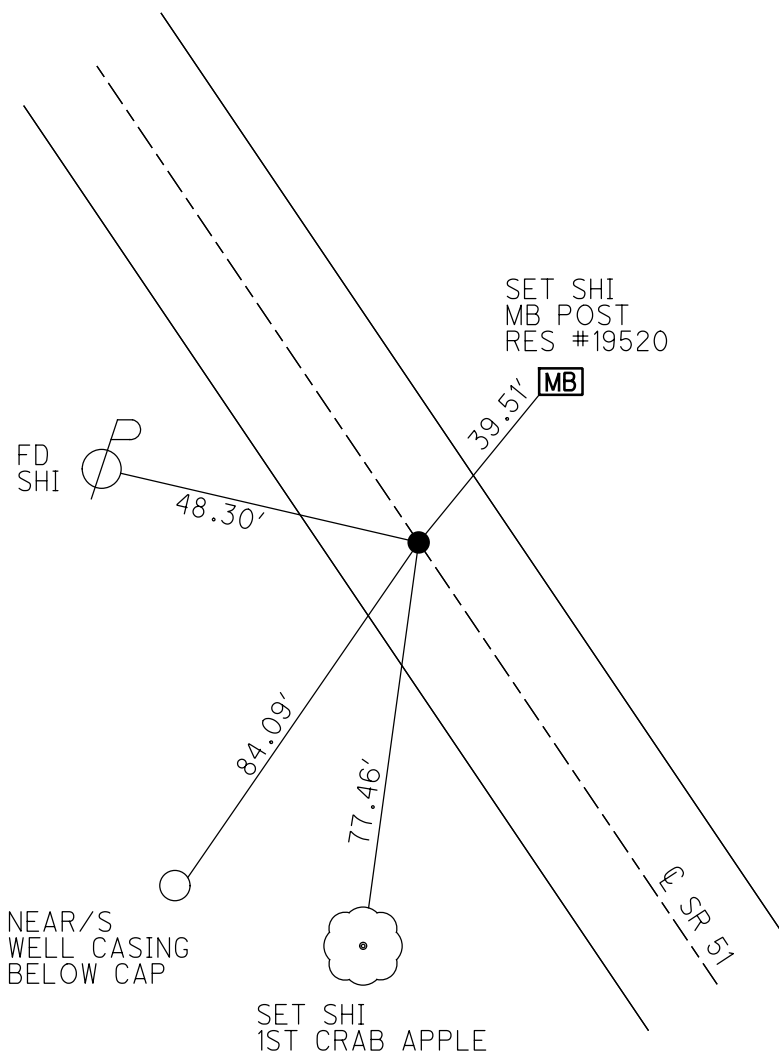 SET SHI
MB POST
RES #19520
MB
39.51'
FD
SHI
48.30'
84.09'
77.46'
℄ SR 51
NEAR/S
WELL CASING
BELOW CAP
SET SHI
1ST CRAB APPLE